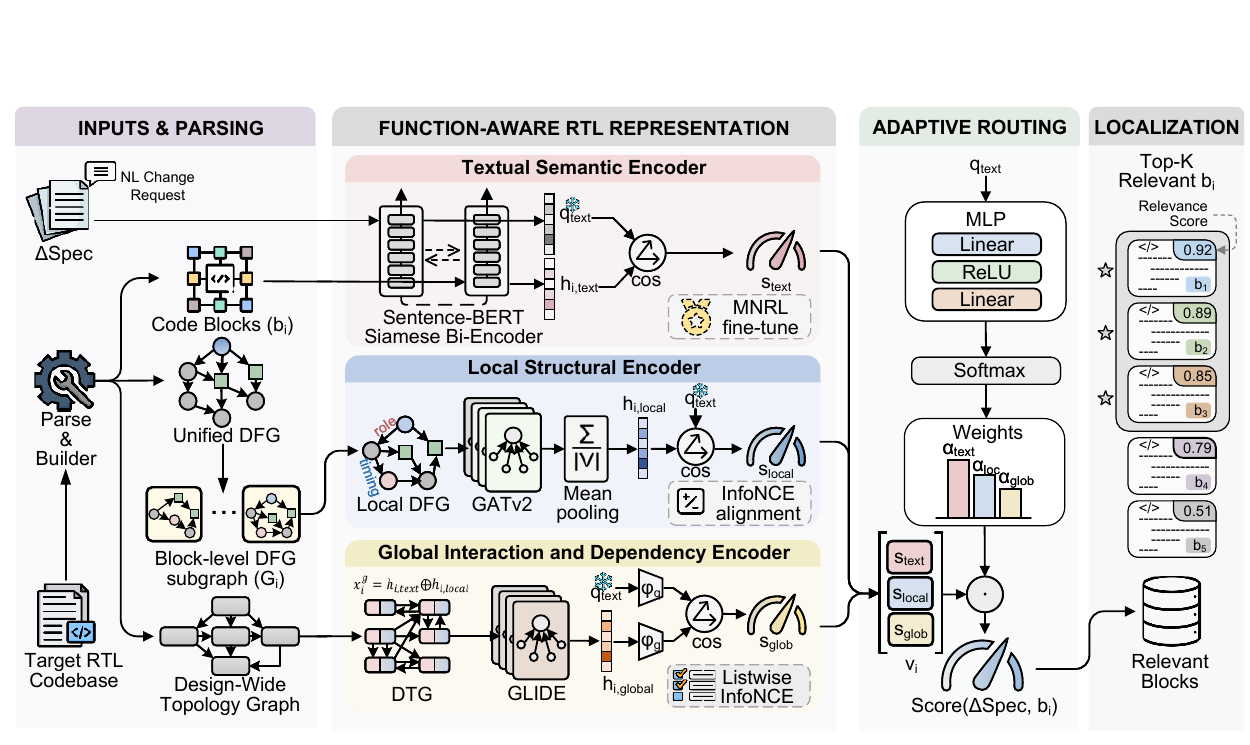 INPUTS & PARSING
NL Change
Request
ΔSpec
</>
Code Blocks (bi)
Unified DFG
Parse
&
Builder
...
Block-level DFG
subgraph (Gi)
</>
Target RTL
Codebase
Design-Wide
Topology Graph
FUNCTION-AWARE RTL REPRESENTATION
Textual Semantic Encoder
qtext
hi,text
cos
stext
Sentence-BERT
Siamese Bi-Encoder
MNRL
fine-tune
Local Structural Encoder
role
timing
Local DFG
GATv2
Σ
|V|
Mean
pooling
hi,local
qtext
cos
slocal
+/-
InfoNCE
alignment
Global Interaction and Dependency Encoder
x_i^g = hi,text⨁hi,local
DTG
GLIDE
qtext
φq
φg
hi,global
cos
sglob
Listwise
InfoNCE
ADAPTIVE ROUTING
qtext
MLP
Linear
ReLU
Linear
Softmax
Weights
αtext
αloc
αglob
stext
slocal
sglob
vi
·
Score(ΔSpec, bi)
LOCALIZATION
Top-K
Relevant bi
Relevance
Score
</> 0.92
b1
</> 0.89
b2
</> 0.85
b3
</> 0.79
b4
</> 0.51
b5
Relevant
Blocks